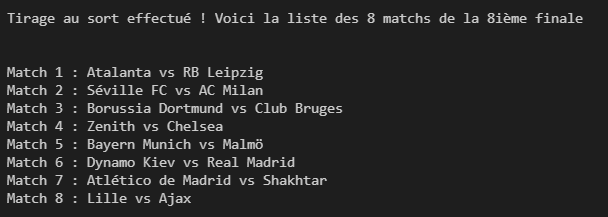 Tirage au sort effectué ! Voici la liste des 8 matchs de la 8ième finale
Match 1 : Atalanta vs RB Leipzig
Match 2 : Séville FC vs AC Milan
Match 3 : Borussia Dortmund vs Club Bruges
Match 4 : Zenith vs Chelsea
Match 5 : Bayern Munich vs Malmö
Match 6 : Dynamo Kiev vs Real Madrid
Match 7 : Atlético de Madrid vs Shakhtar
Match 8 : Lille vs Ajax